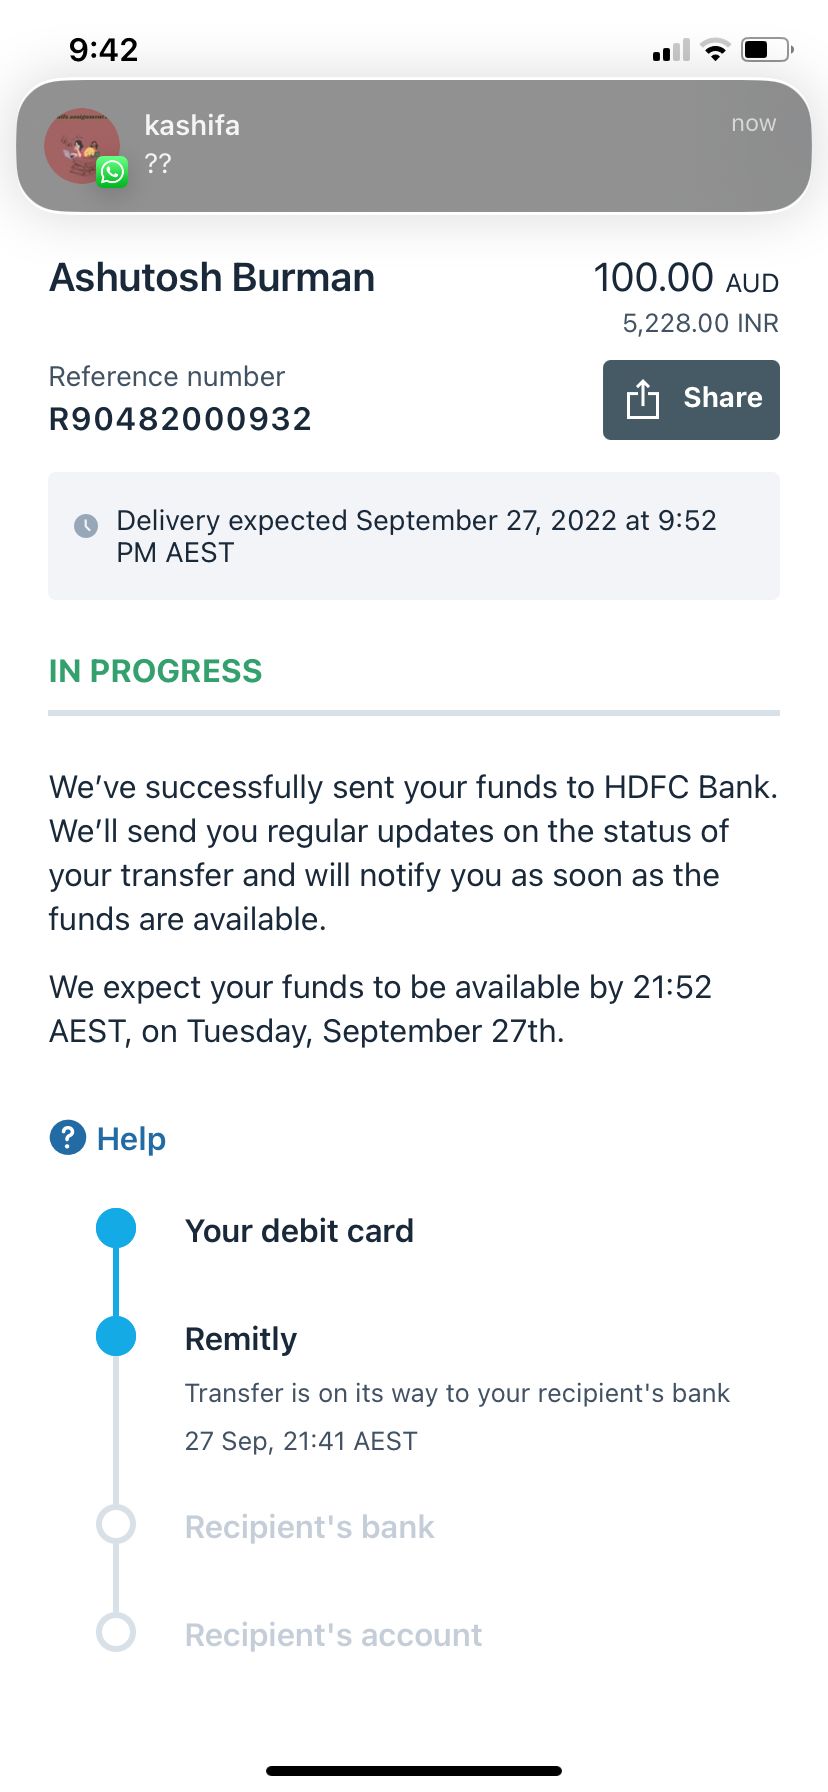 9:42
kashifa
now
??
Ashutosh Burman
100.00 AUD
5,228.00 INR
Reference number
R90482000932
Share
Delivery expected September 27, 2022 at 9:52
PM AEST
IN PROGRESS
We’ve successfully sent your funds to HDFC Bank.
We’ll send you regular updates on the status of
your transfer and will notify you as soon as the
funds are available.
We expect your funds to be available by 21:52
AEST, on Tuesday, September 27th.
? Help
Your debit card
Remitly
Transfer is on its way to your recipient's bank
27 Sep, 21:41 AEST
Recipient's bank
Recipient's account